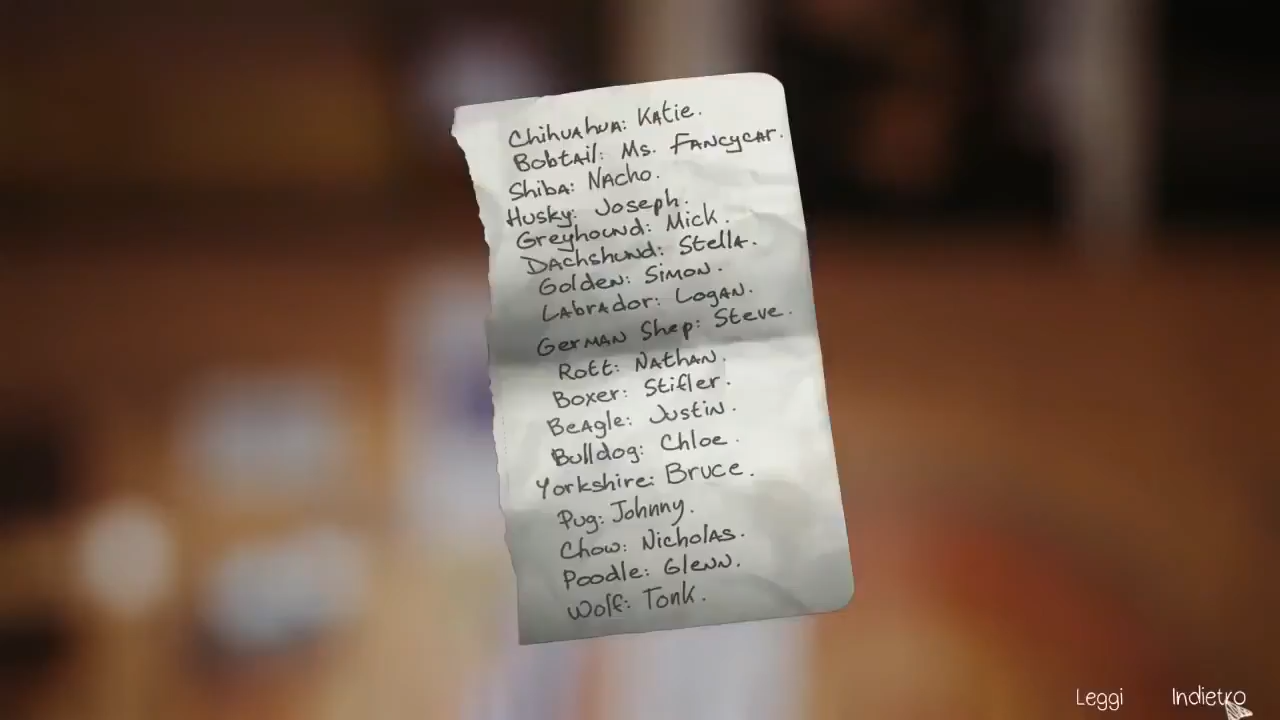 Chihuahua: Katie.
Bobtail: Ms. Fancycar.
Shiba: Nacho.
Husky: Joseph.
Greyhound: Mick.
Dachshund: Stella.
Golden: Simon.
Labrador: Logan.
German Shep: Steve.
Rott: Nathan.
Boxer: Stifler.
Beagle: Justin.
Bulldog: Chloe.
Yorkshire: Bruce.
Pug: Johnny.
Chow: Nicholas.
Poodle: Glenn.
Wolf: Tonk.
Leggi Indietro